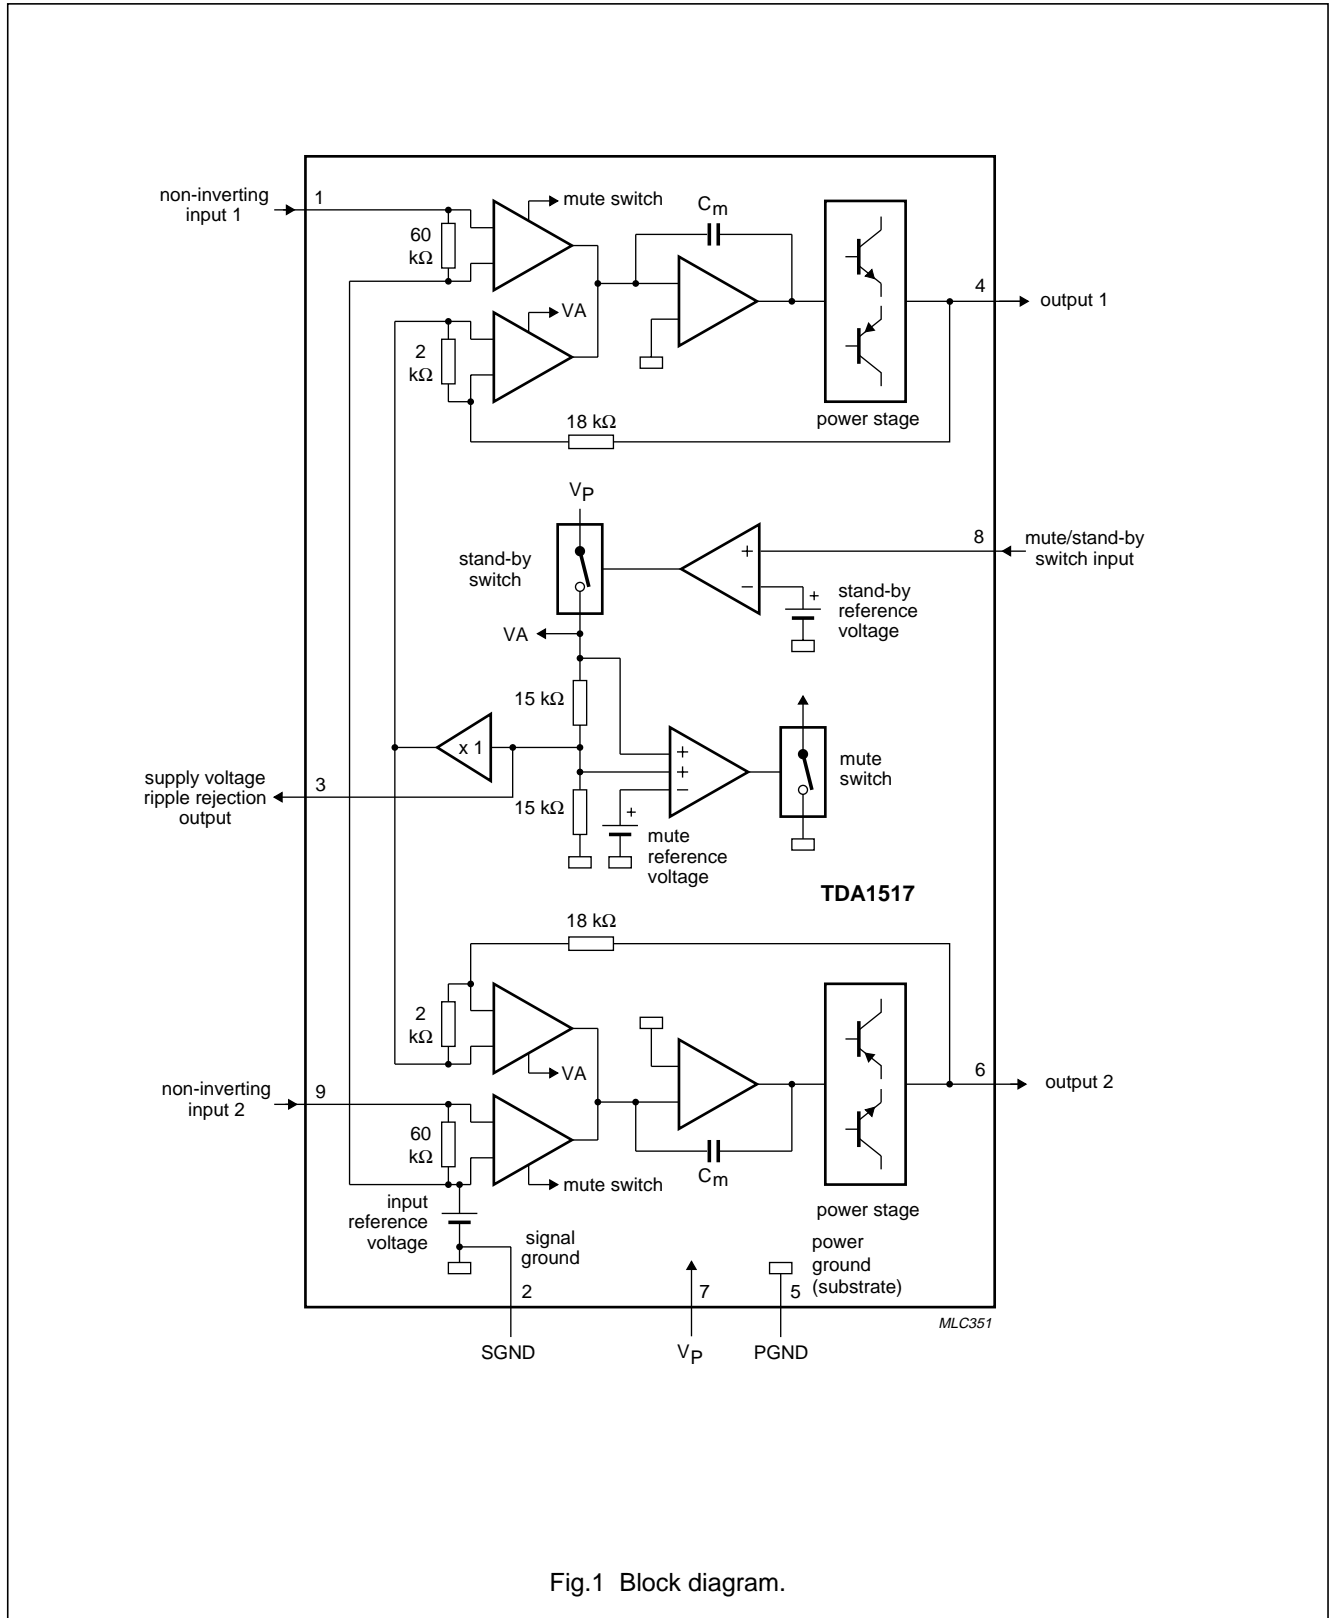 non-inverting
input 1
1
60
kΩ
mute switch
Cm
4
output 1
VA
2
kΩ
18 kΩ
power stage
VP
stand-by
switch
+
−
8
mute/stand-by
switch input
+
stand-by
reference
voltage
VA
15 kΩ
x 1
+
+
−
mute
switch
supply voltage
ripple rejection
output
3
15 kΩ
+
mute
reference
voltage
TDA1517
18 kΩ
2
kΩ
VA
6
output 2
non-inverting
input 2
9
60
kΩ
mute switch
Cm
power stage
input
reference
voltage
signal
ground
power
ground
(substrate)
2
7
5
MLC351
SGND
VP
PGND
Fig.1 Block diagram.